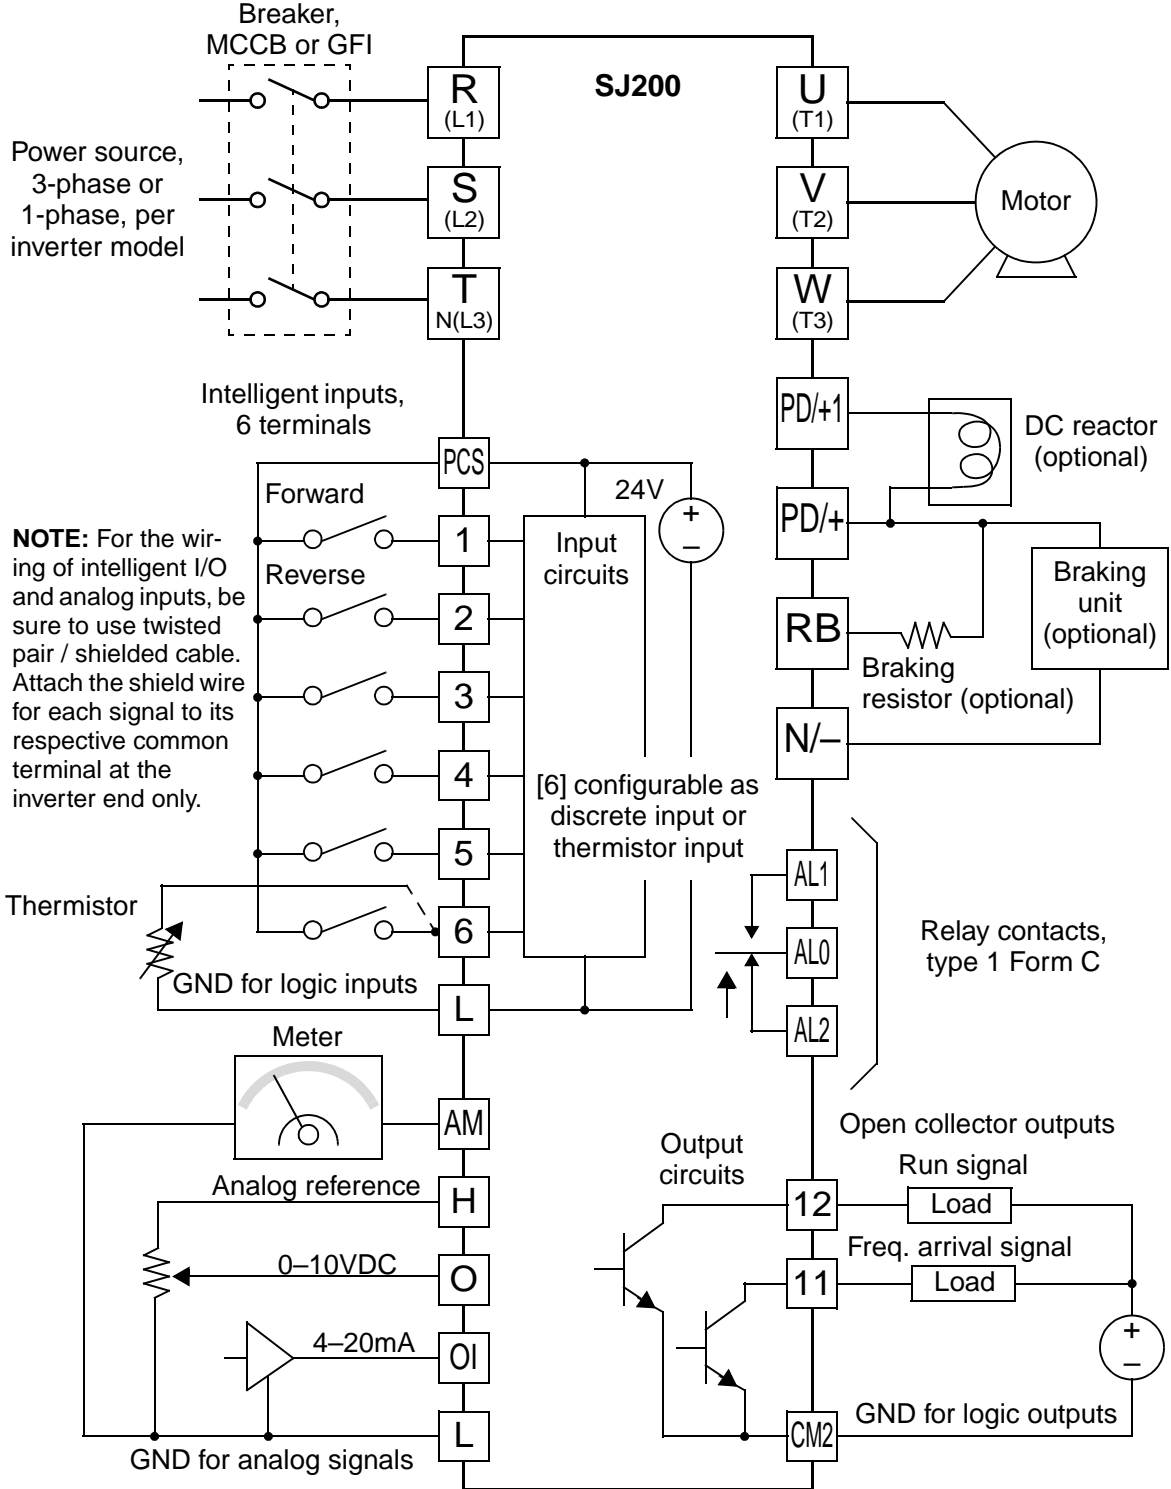 Breaker,
MCCB or GFI
SJ200
R
(L1)
U
(T1)
Power source,
3-phase or
1-phase, per
inverter model
S
(L2)
V
(T2)
Motor
T
N(L3)
W
(T3)
Intelligent inputs,
6 terminals
PD/+1
DC reactor
(optional)
PCS
24V
+
–
Forward
1
Input
circuits
PD/+
NOTE: For the wir-
ing of intelligent I/O
and analog inputs, be
sure to use twisted
pair / shielded cable.
Attach the shield wire
for each signal to its
respective common
terminal at the
inverter end only.
Reverse
2
3
4
5
6
Braking
unit
(optional)
RB
Braking
resistor (optional)
N/–
[6] configurable as
discrete input or
thermistor input
AL1
AL0
AL2
Relay contacts,
type 1 Form C
Thermistor
GND for logic inputs
L
Meter
AM
Analog reference
H
0–10VDC
O
4–20mA
OI
L
GND for analog signals
Open collector outputs
Output
circuits
Run signal
12
Load
Freq. arrival signal
11
Load
+
–
GND for logic outputs
CM2